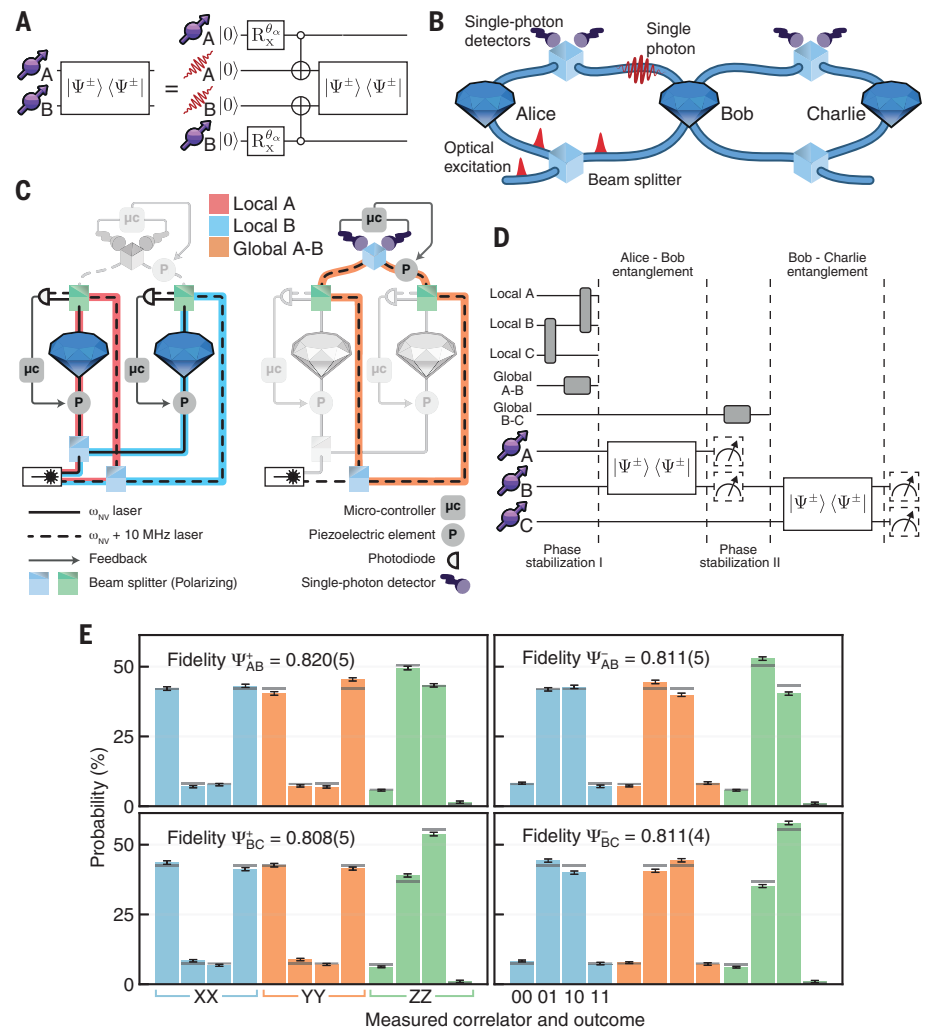 A
A
B
|Ψ±⟩⟨Ψ±|
=
A |0⟩ R_X^θα
A |0⟩
B |0⟩
B |0⟩ R_X^θα
|Ψ±⟩⟨Ψ±|
B
Single-photon
detectors
Single
photon
Alice
Bob
Charlie
Optical
excitation
Beam splitter
C
Local A
Local B
Global A-B
μc
P
μc
P
μc
P
μc
P
μc
P
μc
P
ω_NV laser
ω_NV + 10 MHz laser
Feedback
Beam splitter (Polarizing)
Micro-controller μc
Piezoelectric element P
Photodiode
Single-photon detector
D
Alice - Bob
entanglement
Bob - Charlie
entanglement
Local A
Local B
Local C
Global
A-B
Global
B-C
A
B
C
|Ψ±⟩⟨Ψ±|
|Ψ±⟩⟨Ψ±|
Phase
stabilization I
Phase
stabilization II
E
Probability (%)
50
25
0
Fidelity Ψ⁺_AB = 0.820(5)
Fidelity Ψ⁻_AB = 0.811(5)
50
25
0
Fidelity Ψ⁺_BC = 0.808(5)
Fidelity Ψ⁻_BC = 0.811(4)
XX
YY
ZZ
00 01 10 11
Measured correlator and outcome